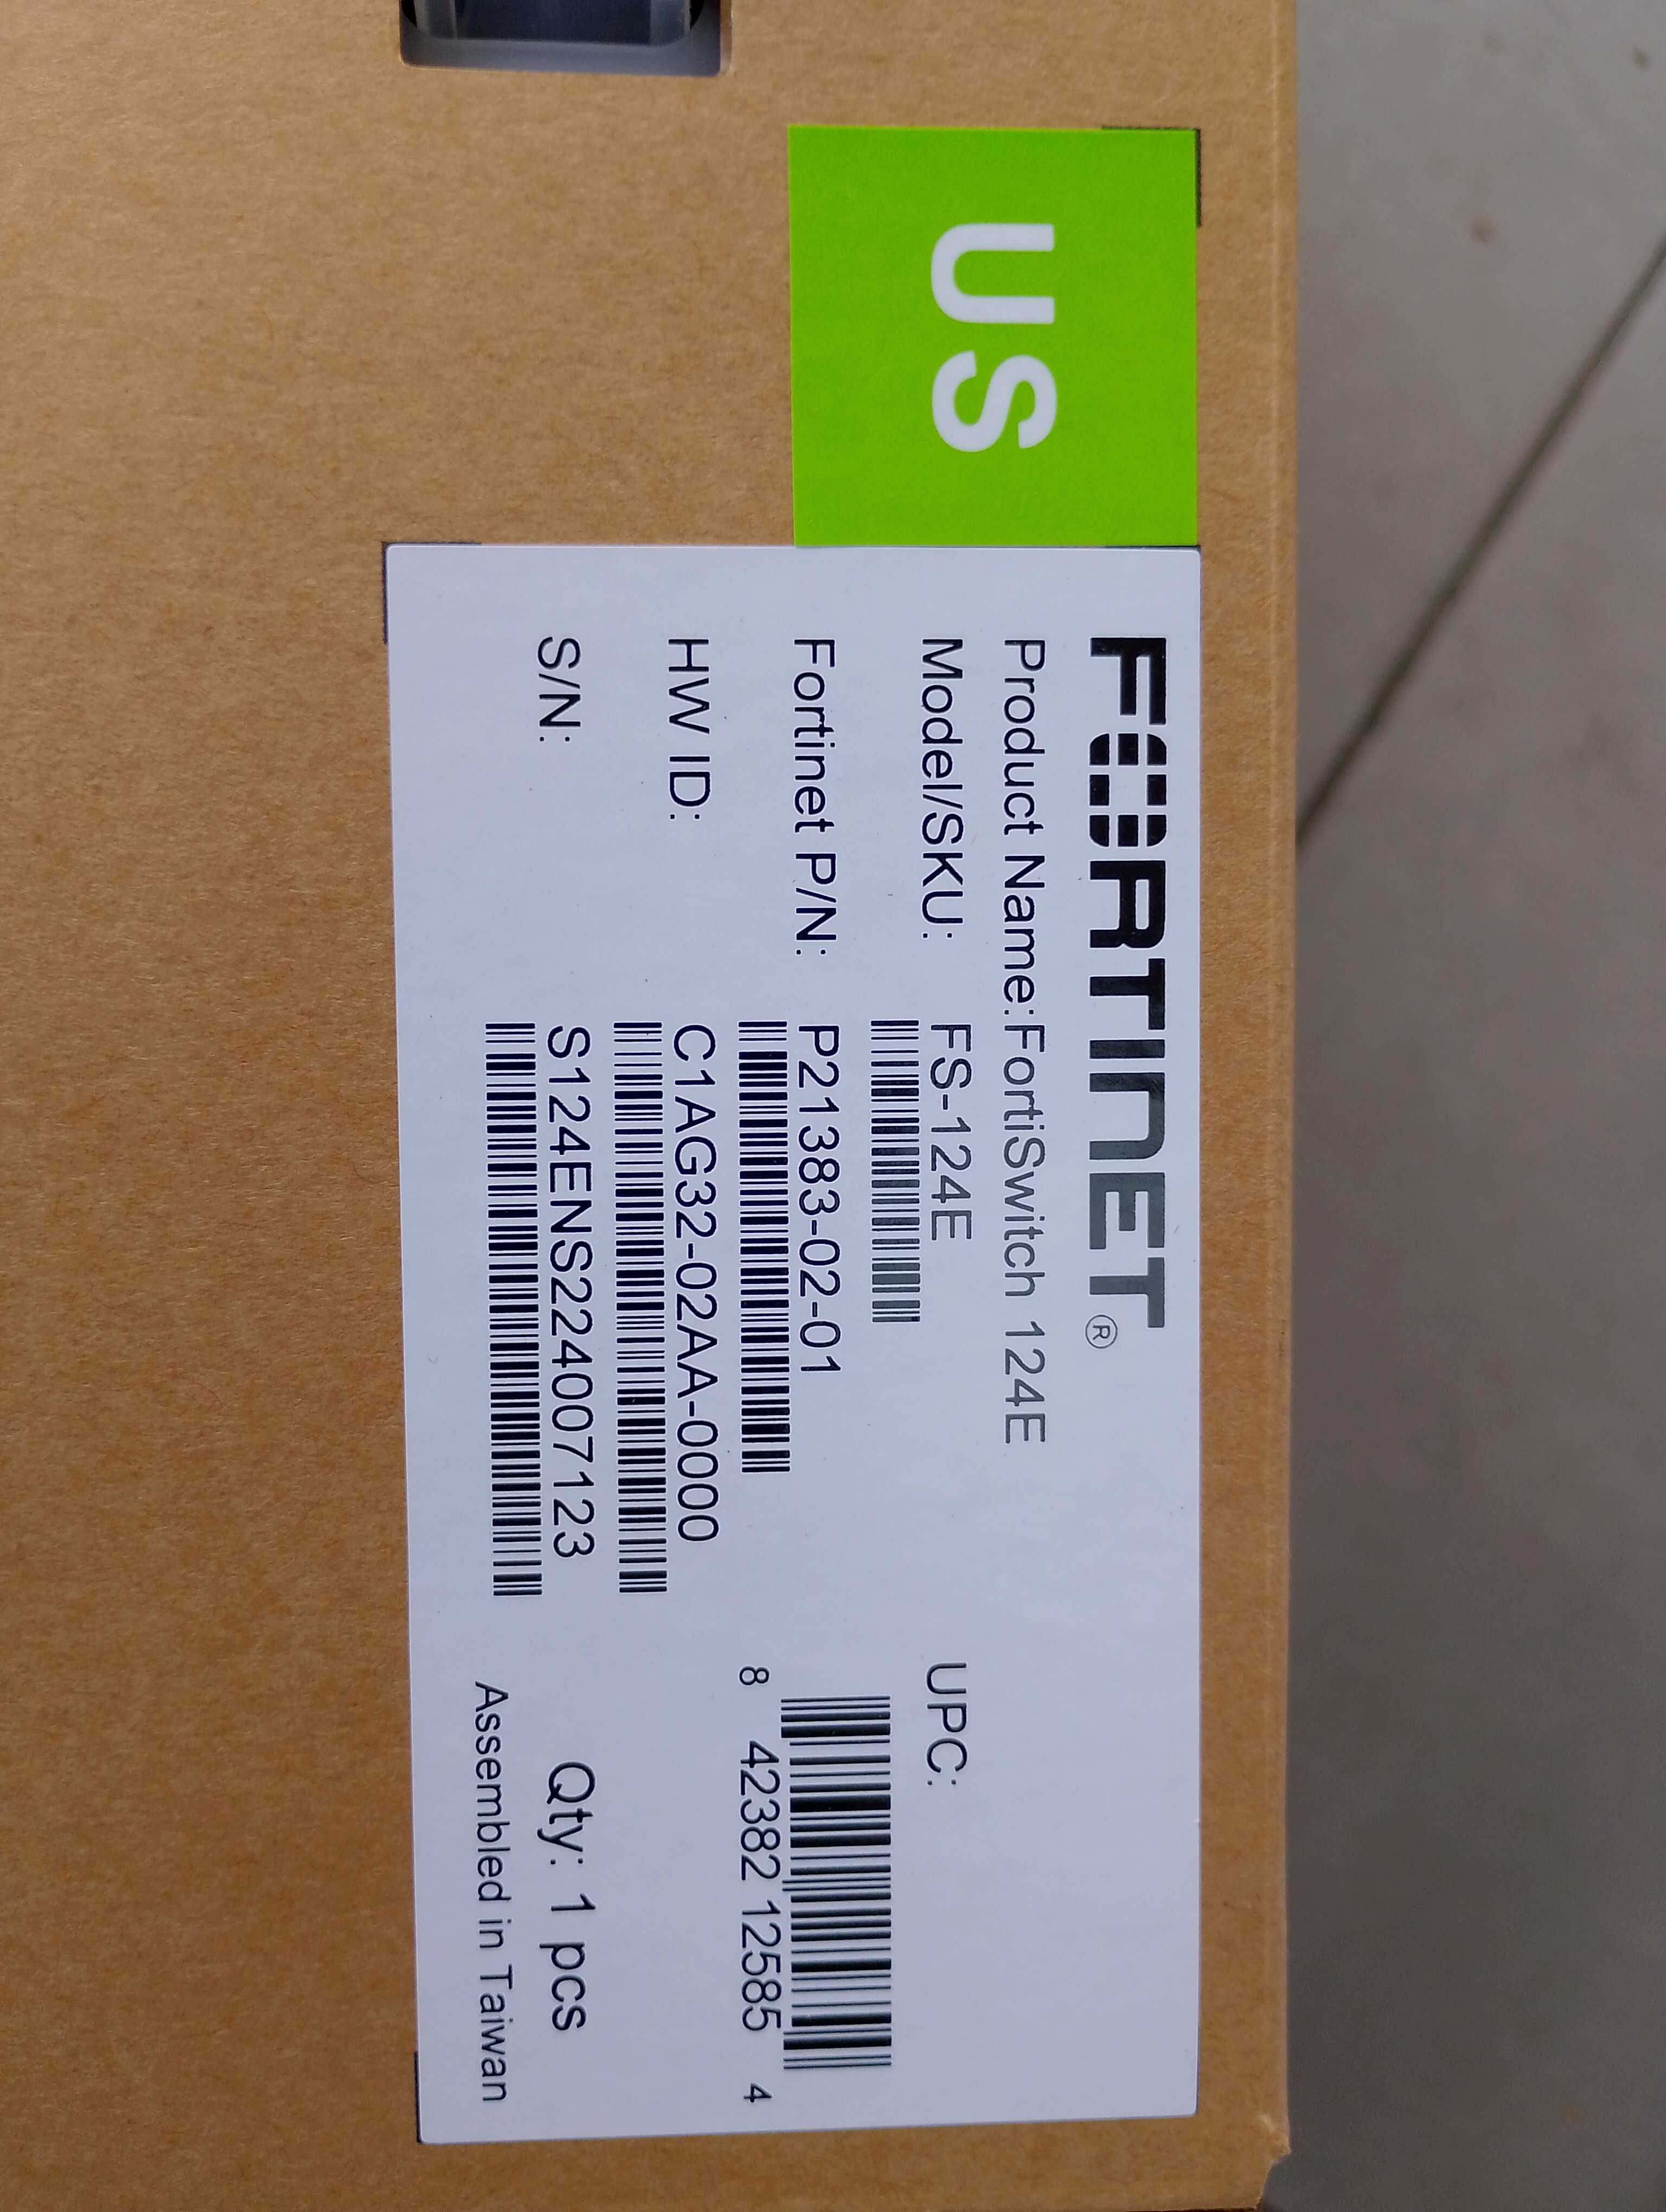 US
FORTINET®
Product Name:FortiSwitch 124E
Model/SKU: FS-124E
UPC:
Fortinet P/N: P21383-02-01
8 42382 12585 4
HW ID: C1AG32-02AA-0000
S/N: S124ENS224007123
Qty: 1 pcs
Assembled in Taiwan